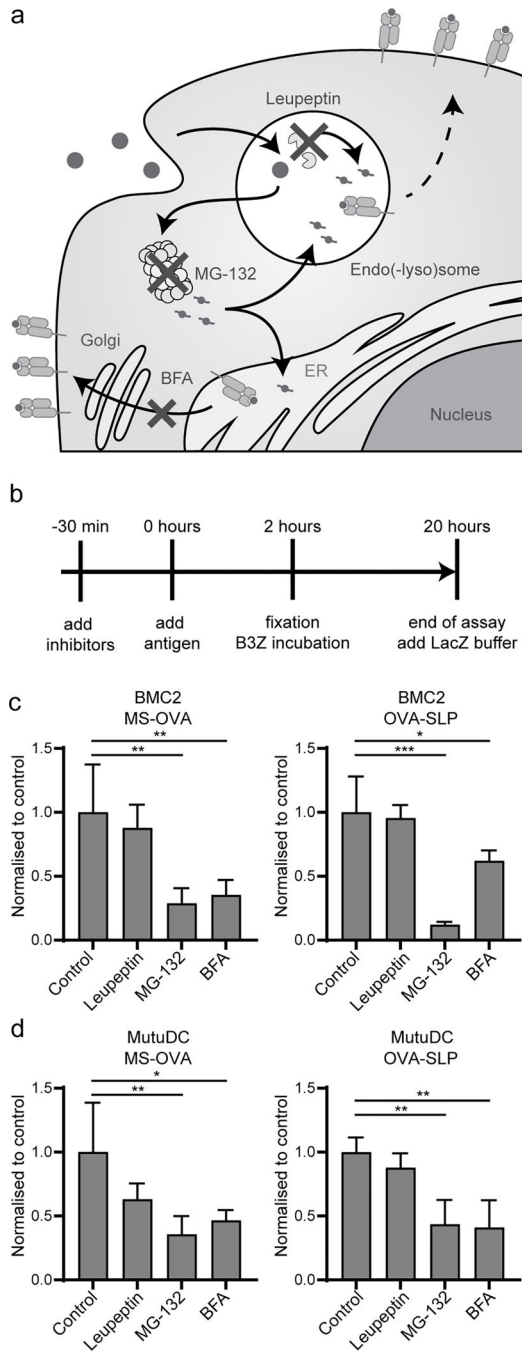 a
Leupeptin
MG-132
Endo(-lyso)some
Golgi
BFA
ER
Nucleus
b
-30 min
0 hours
2 hours
20 hours
add
inhibitors
add
antigen
fixation
B3Z incubation
end of assay
add LacZ buffer
c
BMC2
MS-OVA
**
**
Normalised to control
1.5
1.0
0.5
0.0
Control
Leupeptin
MG-132
BFA
BMC2
OVA-SLP
*
***
Normalised to control
1.5
1.0
0.5
0.0
Control
Leupeptin
MG-132
BFA
d
MutuDC
MS-OVA
*
**
Normalised to control
1.5
1.0
0.5
0.0
Control
Leupeptin
MG-132
BFA
MutuDC
OVA-SLP
**
**
Normalised to control
1.5
1.0
0.5
0.0
Control
Leupeptin
MG-132
BFA